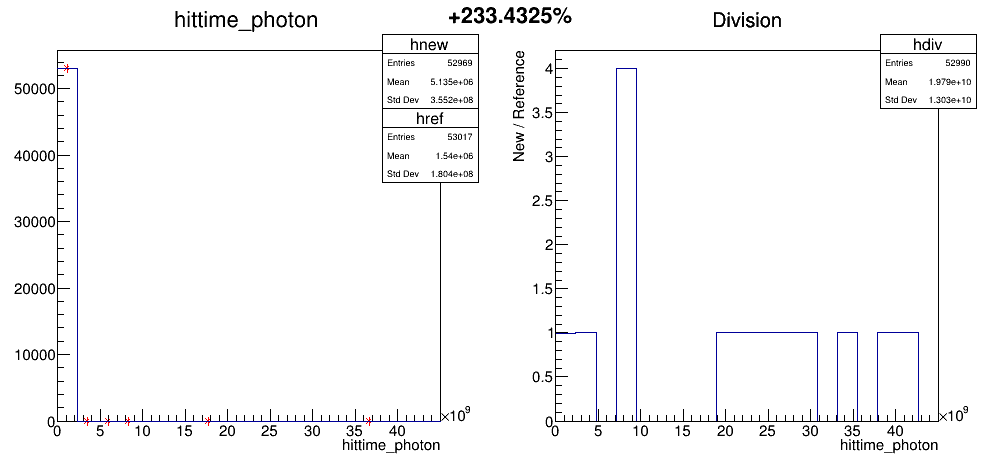 +233.4325%
hittime_photon
hnew
Entries 52969
Mean 5.135e+06
Std Dev 3.552e+08
href
Entries 53017
Mean 1.54e+06
Std Dev 1.804e+08
50000
40000
30000
20000
10000
0
0 5 10 15 20 25 30 35 40 ×10⁹
hittime_photon
Division
hdiv
Entries 52990
Mean 1.979e+10
Std Dev 1.303e+10
New / Reference
4
3.5
3
2.5
2
1.5
1
0.5
0
0 5 10 15 20 25 30 35 40 ×10⁹
hittime_photon